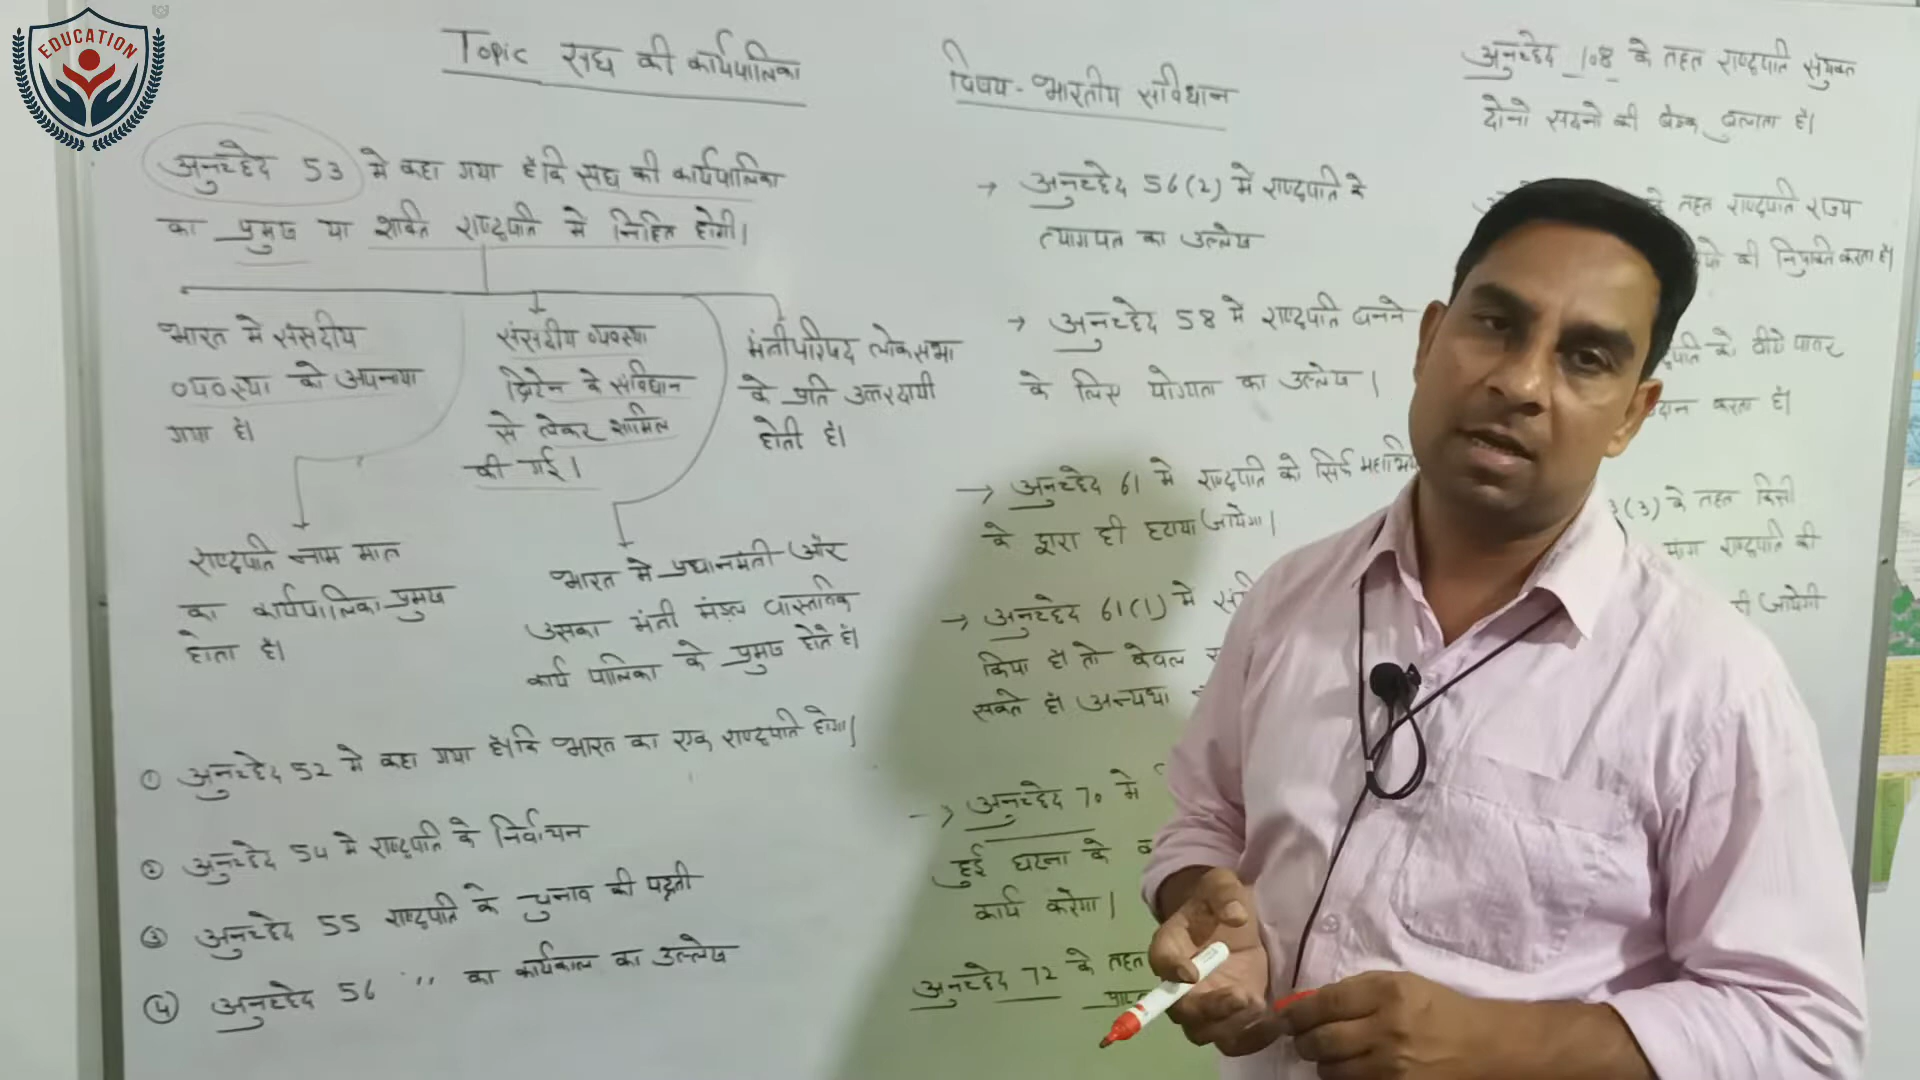 EDUCATION
Topic संघ की कार्यपालिका
विषय - भारतीय संविधान
अनुच्छेद 53 मे कहा गया है कि संघ की कार्यपालिका
का प्रमुख या शक्ति राष्ट्रपति मे निहित होगी।
भारत मे संसदीय
व्यवस्था को अपनाया
गया है।
संसदीय व्यवस्था
ब्रिटेन के संविधान
से लेकर शामिल
की गई।
मंत्रीपरिषद लोकसभा
के प्रति उत्तरदायी
होती है।
राष्ट्रपति नाम मात्र
का कार्यपालिका प्रमुख
होता है।
भारत मे प्रधानमंत्री और
उसका मंत्री मंडल वास्तविक
कार्य पालिका के प्रमुख होते है।
① अनुच्छेद 52 मे कहा गया है कि भारत का एक राष्ट्रपति होगा।
② अनुच्छेद 54 मे राष्ट्रपति के निर्वाचन
③ अनुच्छेद 55 राष्ट्रपति के चुनाव की पद्धती
④ अनुच्छेद 56 '' का कार्यकाल का उल्लेख
→ अनुच्छेद 56(2) मे राष्ट्रपति के
त्यागपत्र का उल्लेख
→ अनुच्छेद 58 मे राष्ट्रपति बनने
के लिए योग्यता का उल्लेख।
→ अनुच्छेद 61 मे राष्ट्रपति को सिर्फ
के द्वारा ही हटाया जायेगा।
→ अनुच्छेद 61(1) मे
किया है। तो केवल
सकते है। अन्यथा
→ अनुच्छेद 70 मे
हुई घटना के
कार्य करेगा।
अनुच्छेद 72 के तहत
अनुच्छेद 108 के तहत राष्ट्रपति संयुक्त
दोनो सदनो की बैठक बुलाता है।
के तहत राष्ट्रपति राज्य
की नियुक्ति करता है।
को वीटो पावर
करता है।
(3) के तहत किसी
मांग राष्ट्रपति की
जायेगी